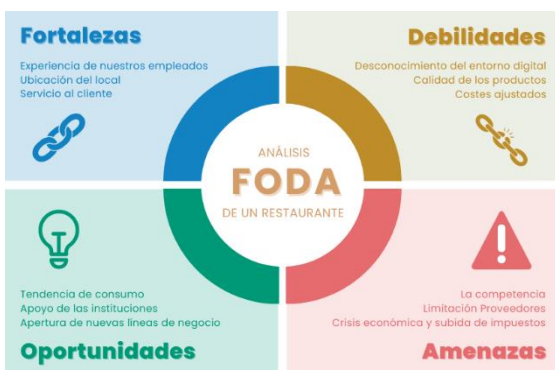 Fortalezas
Experiencia de nuestros empleados
Ubicación del local
Servicio al cliente
Debilidades
Desconocimiento del entorno digital
Calidad de los productos
Costes ajustados
ANÁLISIS
FODA
DE UN RESTAURANTE
Tendencia de consumo
Apoyo de las instituciones
Apertura de nuevas líneas de negocio
Oportunidades
La competencia
Limitación Proveedores
Crisis económica y subida de impuestos
Amenazas